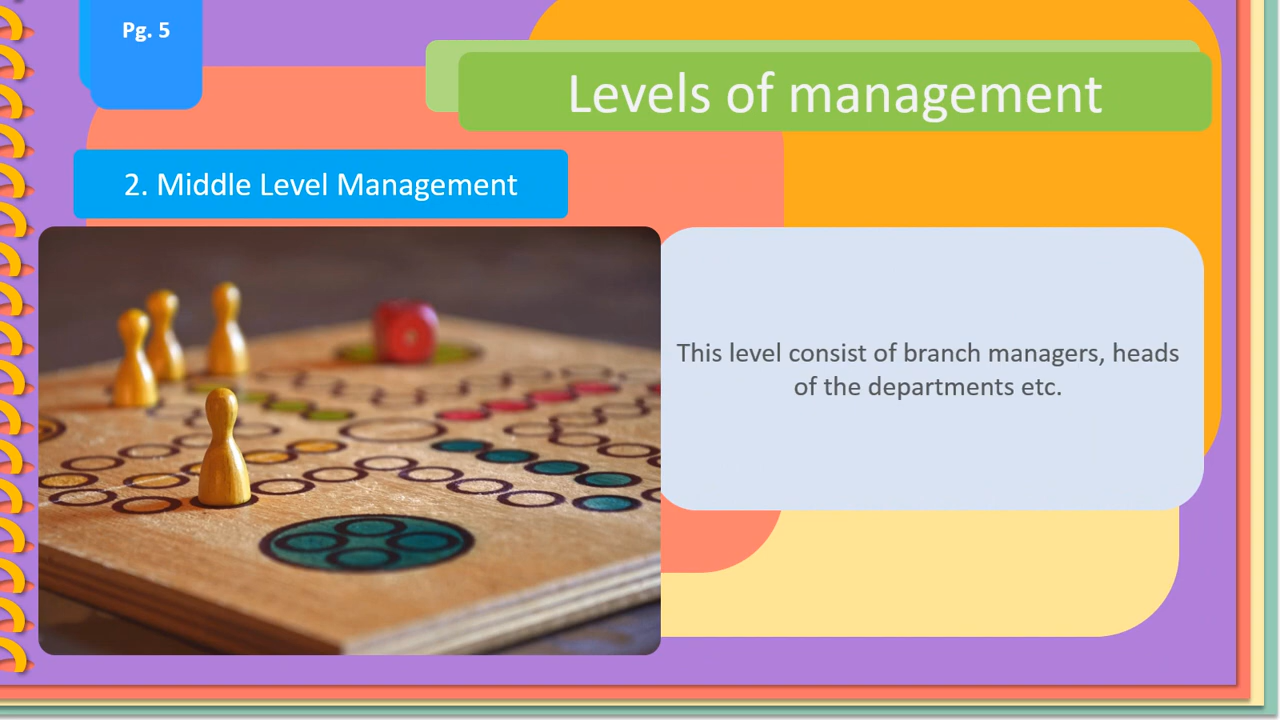 Pg. 5
Levels of management
2. Middle Level Management
This level consist of branch managers, heads
of the departments etc.